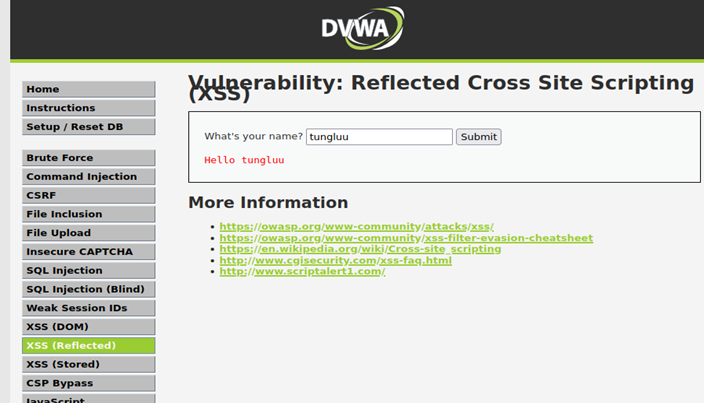 DVWA
Vulnerability: Reflected Cross Site Scripting
(XSS)
Home
Instructions
Setup / Reset DB
Brute Force
Command Injection
CSRF
File Inclusion
File Upload
Insecure CAPTCHA
SQL Injection
SQL Injection (Blind)
Weak Session IDs
XSS (DOM)
XSS (Reflected)
XSS (Stored)
CSP Bypass
JavaScript
What's your name? tungluu Submit
Hello tungluu
More Information
https://owasp.org/www-community/attacks/xss/
https://owasp.org/www-community/xss-filter-evasion-cheatsheet
https://en.wikipedia.org/wiki/Cross-site_scripting
http://www.cgisecurity.com/xss-faq.html
http://www.scriptalert1.com/